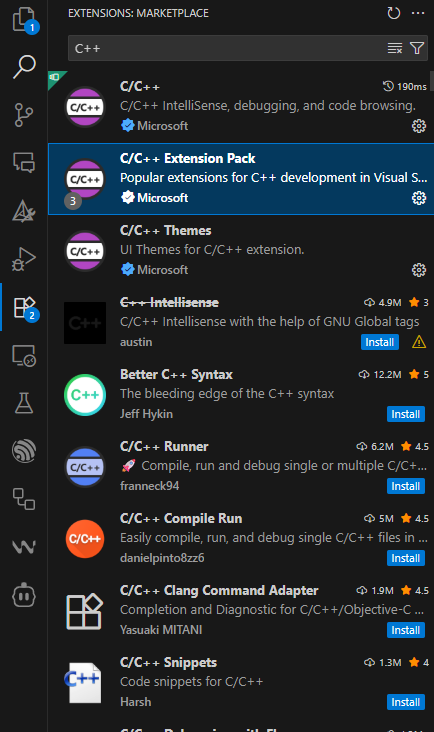 1
EXTENSIONS: MARKETPLACE
C++
C/C++
190ms
C/C++ IntelliSense, debugging, and code browsing.
Microsoft
C/C++
C/C++ Extension Pack
Popular extensions for C++ development in Visual S...
Microsoft
C/C++
3
C/C++ Themes
UI Themes for C/C++ extension.
Microsoft
C/C++
2
C++ Intellisense
4.9M
3
C/C++ Intellisense with the help of GNU Global tags
austin
Install
C++
Better C++ Syntax
12.2M
5
The bleeding edge of the C++ syntax
Jeff Hykin
Install
C++
C/C++ Runner
6.2M
4.5
🚀 Compile, run and debug single or multiple C/C+...
franneck94
Install
C/C++
C/C++ Compile Run
5M
4.5
Easily compile, run, and debug single C/C++ files in ...
danielpinto8zz6
Install
C/C++
C/C++ Clang Command Adapter
1.9M
4.5
Completion and Diagnostic for C/C++/Objective-C ...
Yasuaki MITANI
Install
C/C++ Snippets
1.3M
4
Code snippets for C/C++
Harsh
Install
C++